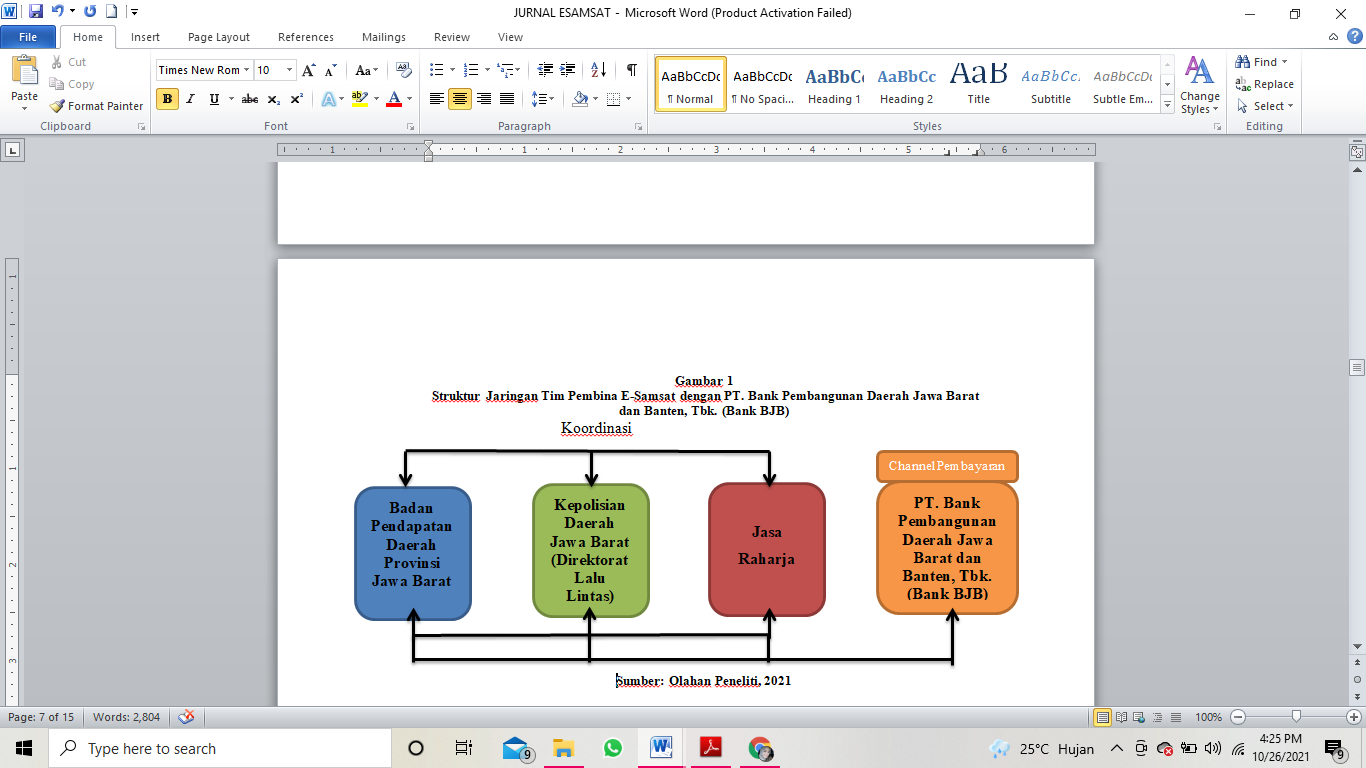 JURNAL ESAMSAT - Microsoft Word (Product Activation Failed)
File Home Insert Page Layout References Mailings Review View
Paste
Cut
Copy
Format Painter
Clipboard
Times New Rom 10
Font
Paragraph
AaBbCcDc AaBbCcDc AaBbC AaBbCc AaB AaBbCc. AaBbCcDc
¶ Normal ¶ No Spaci... Heading 1 Heading 2 Title Subtitle Subtle Em...
Change
Styles
Styles
Find
Replace
Select
Editing
Gambar 1
Struktur Jaringan Tim Pembina E-Samsat dengan PT. Bank Pembangunan Daerah Jawa Barat
dan Banten, Tbk. (Bank BJB)
Koordinasi
Badan
Pendapatan
Daerah
Provinsi
Jawa Barat
Kepolisian
Daerah
Jawa Barat
(Direktorat
Lalu
Lintas)
Jasa
Raharja
Channel Pembayaran
PT. Bank
Pembangunan
Daerah Jawa
Barat dan
Banten, Tbk.
(Bank BJB)
Sumber: Olahan Peneliti, 2021
Page: 7 of 15 Words: 2,804 100%
Type here to search
9
25°C Hujan
4:25 PM
10/26/2021
9